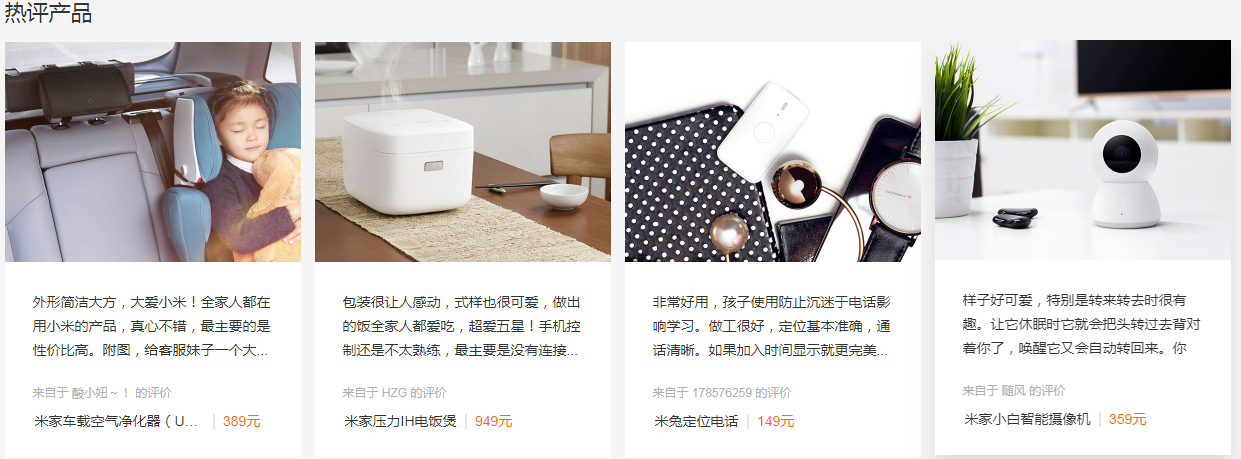 热评产品
外形简洁大方，大爱小米！全家人都在
用小米的产品，真心不错，最主要的是
性价比高。附图，给客服妹子一个大...
来自于 酸小妞～！ 的评价
米家车载空气净化器（U... | 389元
包装很让人感动，式样也很可爱，做出
的饭全家人都爱吃，超爱五星！手机控
制还是不太熟练，最主要是没有连接...
来自于 HZG 的评价
米家压力IH电饭煲 | 949元
非常好用，孩子使用防止沉迷于电话影
响学习。做工很好，定位基本准确，通
话清晰。如果加入时间显示就更完美...
来自于 178576259 的评价
米兔定位电话 | 149元
样子好可爱，特别是转来转去时很有
趣。让它休眠时它就会把头转过去背对
着你了，唤醒它又会自动转回来。你
来自于 随风 的评价
米家小白智能摄像机 | 359元